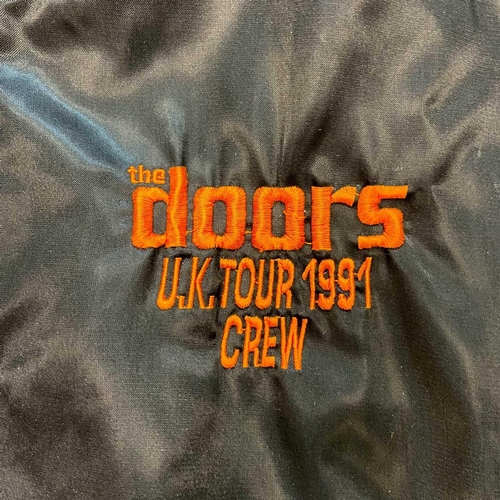 the
doors
U.K. TOUR 1991
CREW